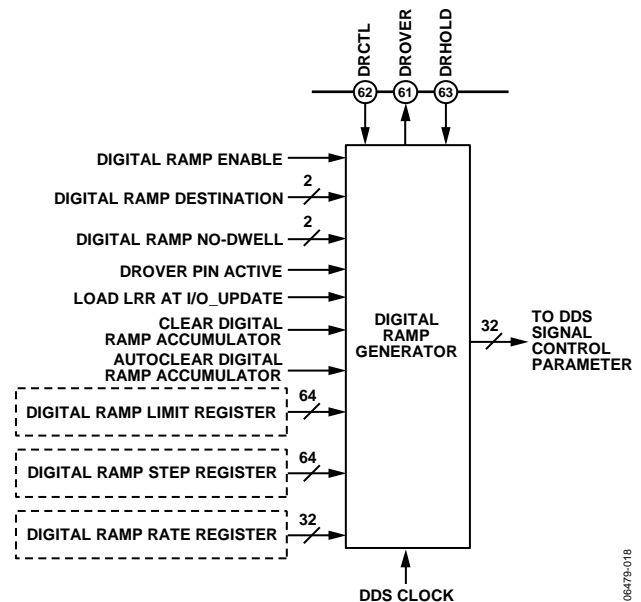 DRCTL
DROVER
DRHOLD
62
61
63
DIGITAL RAMP ENABLE
2
DIGITAL RAMP DESTINATION
2
DIGITAL RAMP NO-DWELL
DROVER PIN ACTIVE
LOAD LRR AT I/O_UPDATE
CLEAR DIGITAL
RAMP ACCUMULATOR
AUTOCLEAR DIGITAL
RAMP ACCUMULATOR
64
DIGITAL RAMP LIMIT REGISTER
64
DIGITAL RAMP STEP REGISTER
32
DIGITAL RAMP RATE REGISTER
DIGITAL
RAMP
GENERATOR
32
TO DDS
SIGNAL
CONTROL
PARAMETER
DDS CLOCK
06479-018